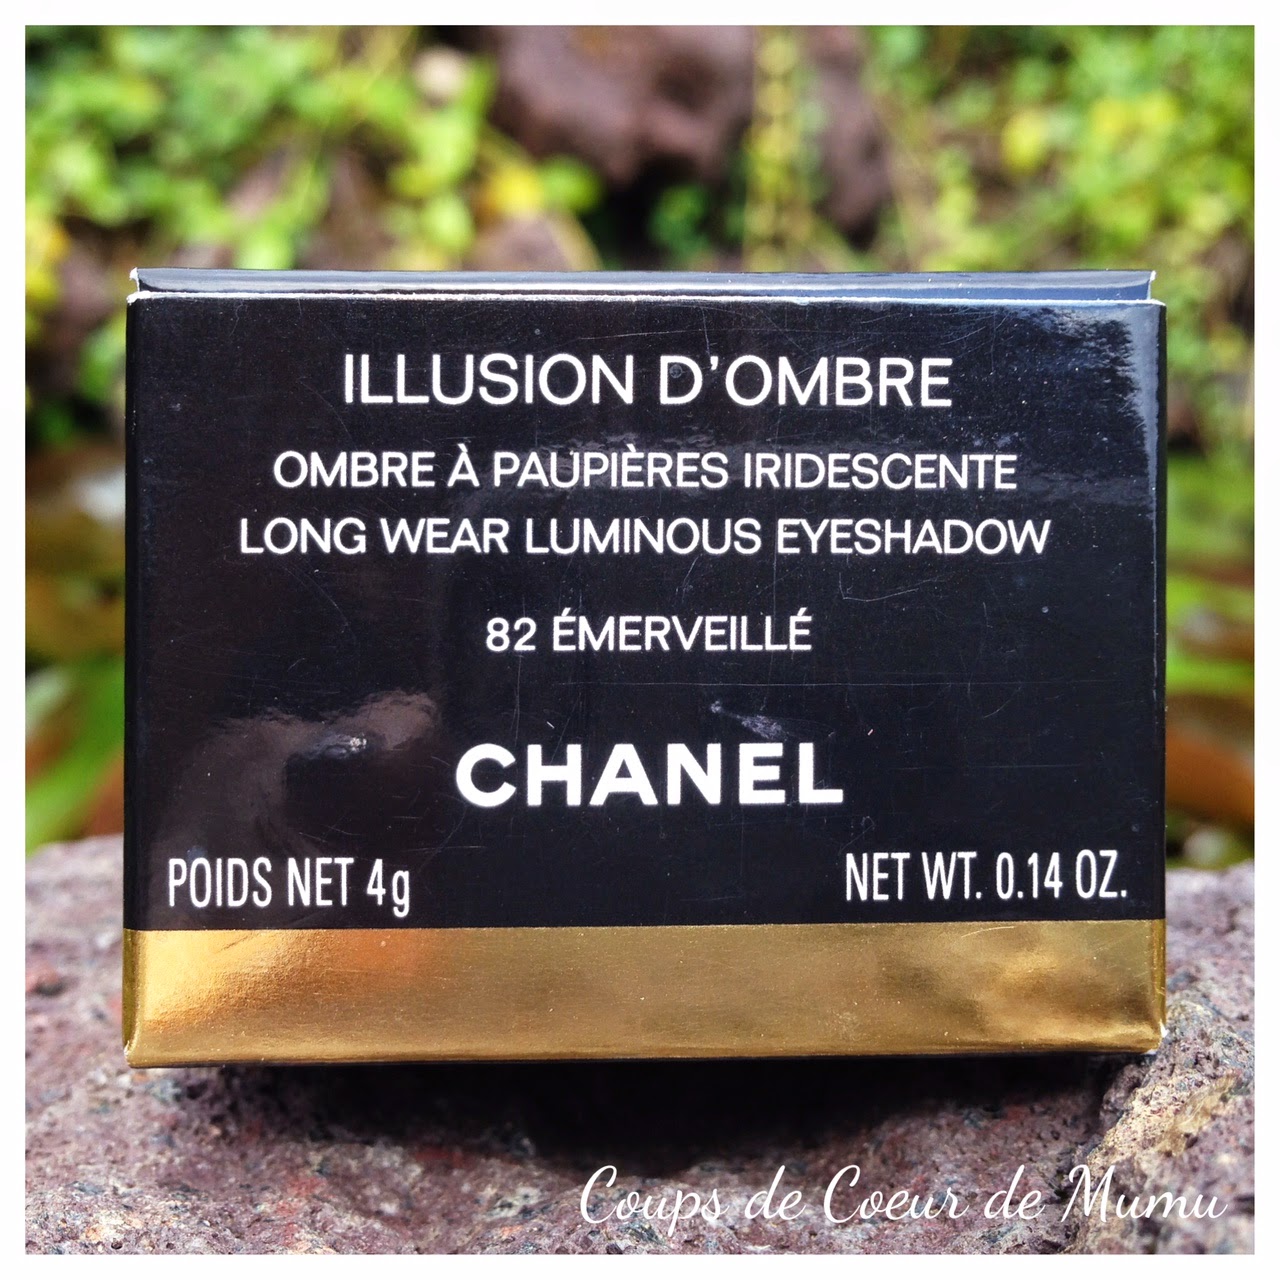 ILLUSION D'OMBRE
OMBRE À PAUPIÈRES IRIDESCENTE
LONG WEAR LUMINOUS EYESHADOW
82 ÉMERVEILLÉ
CHANEL
POIDS NET 4g NET WT. 0.14 OZ.
Coups de Coeur de Mumu